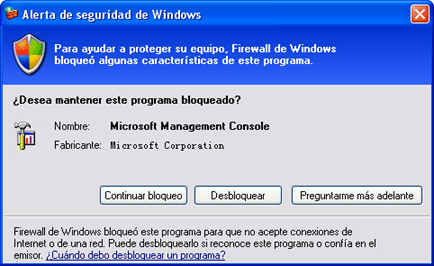 Alerta de seguridad de Windows
Para ayudar a proteger su equipo, Firewall de Windows
bloqueó algunas características de este programa.
¿Desea mantener este programa bloqueado?
Nombre: Microsoft Management Console
Fabricante: Microsoft Corporation
Continuar bloqueo Desbloquear Preguntarme más adelante
Firewall de Windows bloqueó este programa para que no acepte conexiones de
Internet o de una red. Puede desbloquearlo si reconoce este programa o confía en el
emisor. ¿Cuándo debo desbloquear un programa?